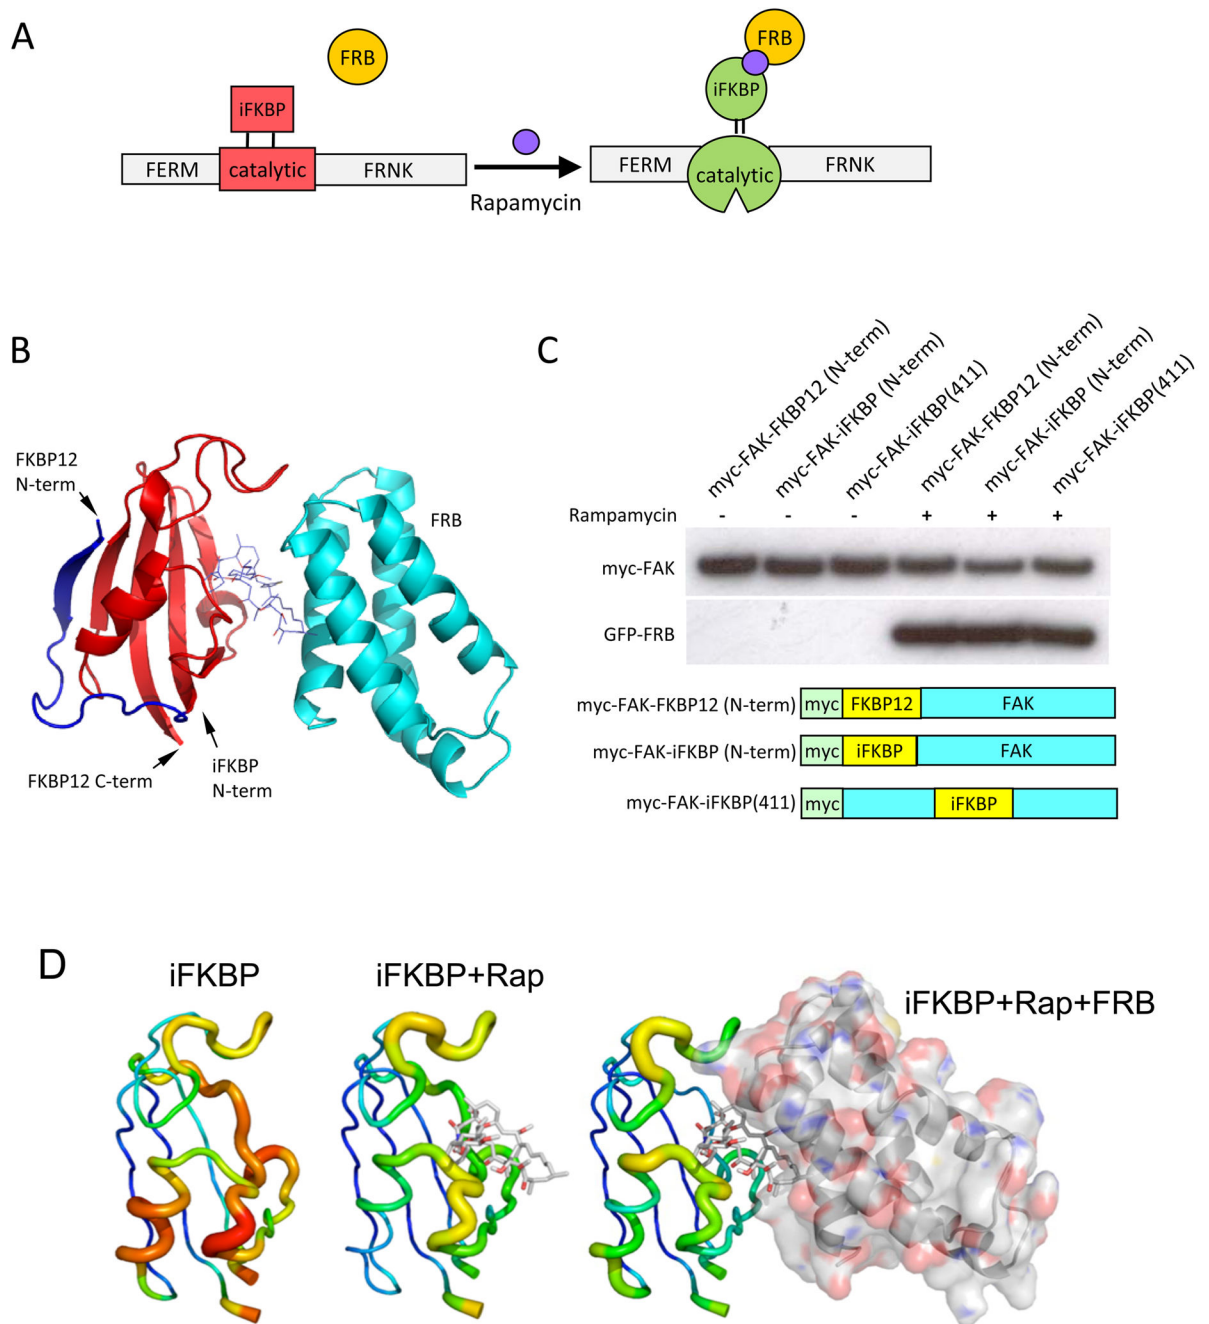 A
FRB
iFKBP
FERM
catalytic
FRNK
Rapamycin
FRB
iFKBP
FERM
catalytic
FRNK
B
FKBP12
N-term
FRB
FKBP12 C-term
iFKBP
N-term
C
myc-FAK-FKBP12 (N-term)
myc-FAK-iFKBP (N-term)
myc-FAK-iFKBP(411)
myc-FAK-FKBP12 (N-term)
myc-FAK-iFKBP (N-term)
myc-FAK-iFKBP(411)
Rampamycin - - - + + +
myc-FAK
GFP-FRB
myc-FAK-FKBP12 (N-term) myc FKBP12 FAK
myc-FAK-iFKBP (N-term) myc iFKBP FAK
myc-FAK-iFKBP(411) myc iFKBP
D
iFKBP
iFKBP+Rap
iFKBP+Rap+FRB